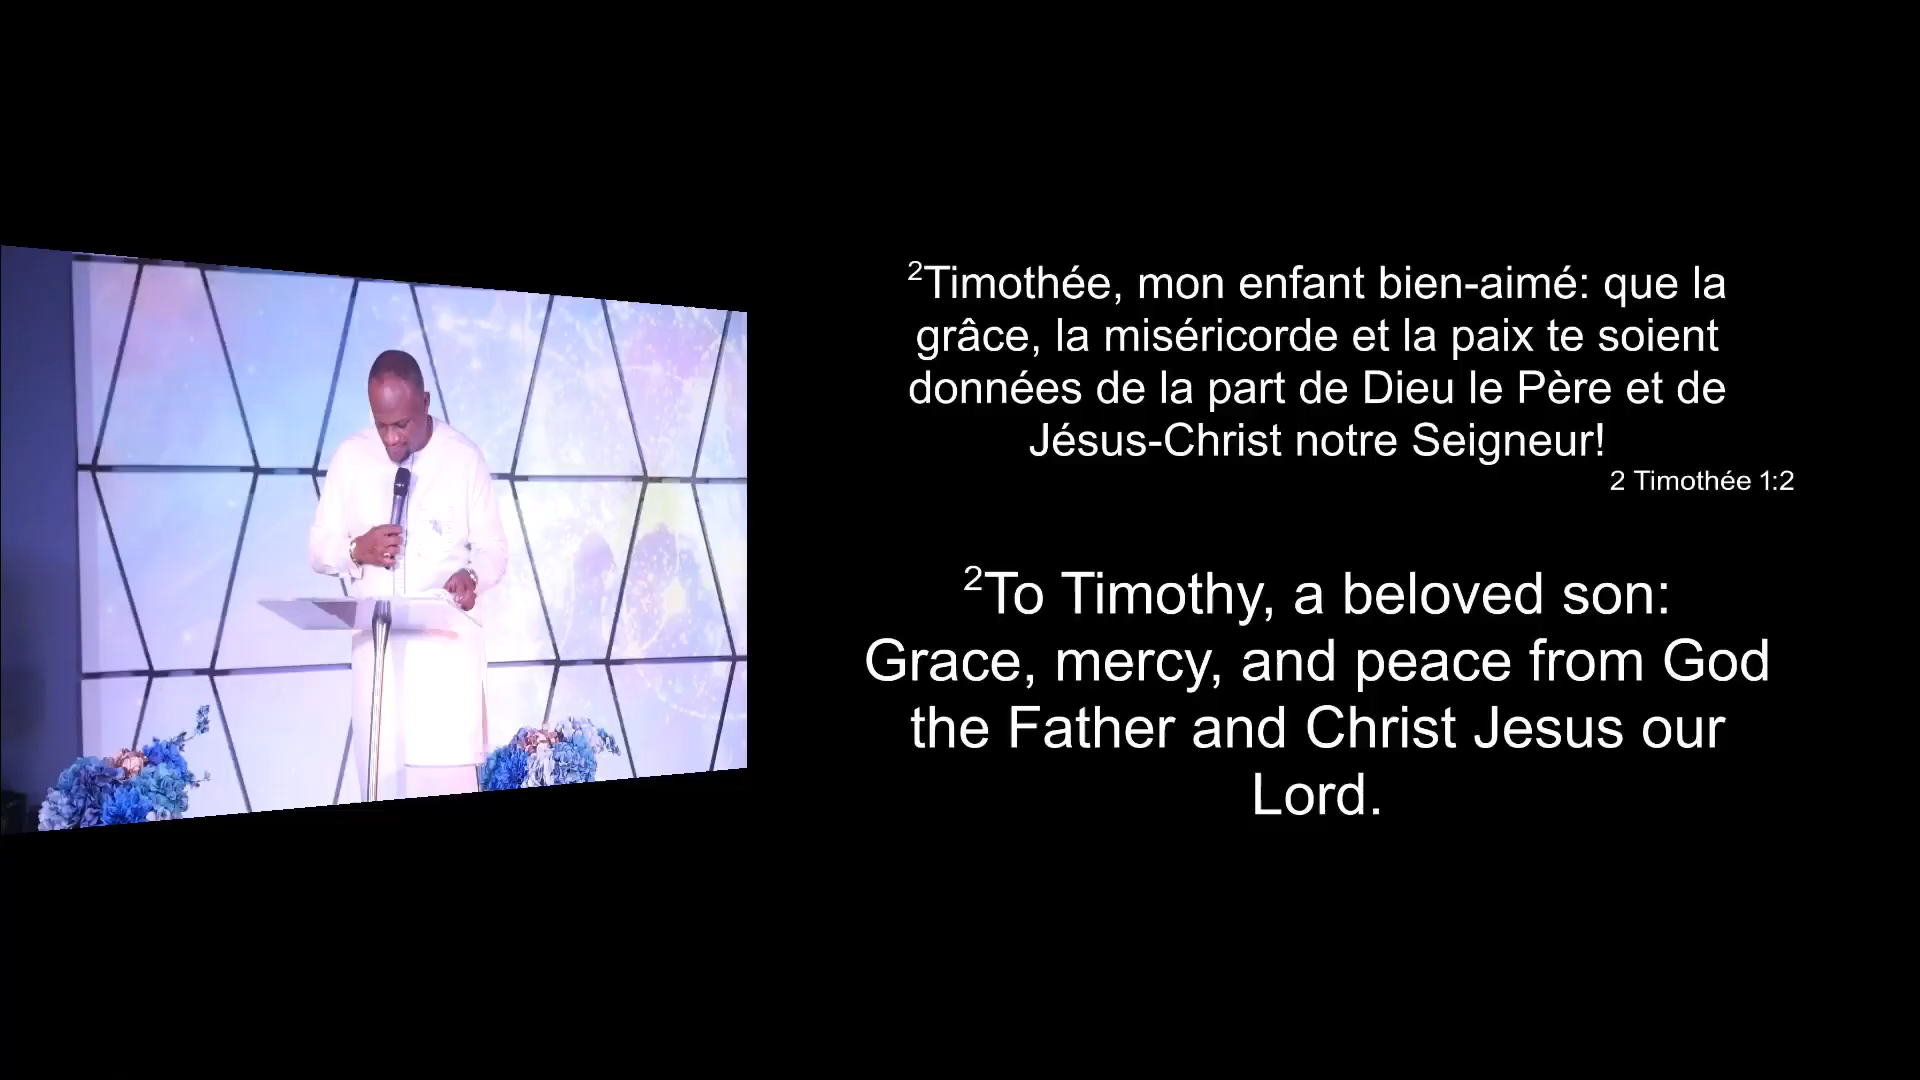 ²Timothée, mon enfant bien-aimé: que la
grâce, la miséricorde et la paix te soient
données de la part de Dieu le Père et de
Jésus-Christ notre Seigneur!
2 Timothée 1:2
²To Timothy, a beloved son:
Grace, mercy, and peace from God
the Father and Christ Jesus our
Lord.